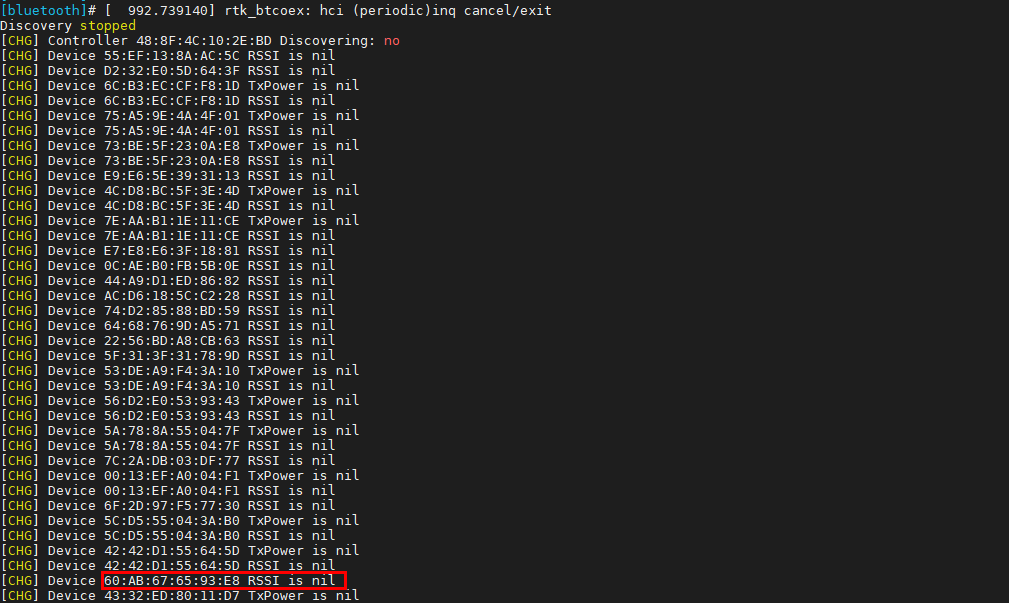 [bluetooth]# [  992.739140] rtk_btcoex: hci (periodic)inq cancel/exit
Discovery stopped
[CHG] Controller 48:8F:4C:10:2E:BD Discovering: no
[CHG] Device 55:EF:13:8A:AC:5C RSSI is nil
[CHG] Device D2:32:E0:5D:64:3F RSSI is nil
[CHG] Device 6C:B3:EC:CF:F8:1D TxPower is nil
[CHG] Device 6C:B3:EC:CF:F8:1D RSSI is nil
[CHG] Device 75:A5:9E:4A:4F:01 TxPower is nil
[CHG] Device 75:A5:9E:4A:4F:01 RSSI is nil
[CHG] Device 73:BE:5F:23:0A:E8 TxPower is nil
[CHG] Device 73:BE:5F:23:0A:E8 RSSI is nil
[CHG] Device E9:E6:5E:39:31:13 RSSI is nil
[CHG] Device 4C:D8:BC:5F:3E:4D TxPower is nil
[CHG] Device 4C:D8:BC:5F:3E:4D RSSI is nil
[CHG] Device 7E:AA:B1:1E:11:CE TxPower is nil
[CHG] Device 7E:AA:B1:1E:11:CE RSSI is nil
[CHG] Device E7:E8:E6:3F:18:81 RSSI is nil
[CHG] Device 0C:AE:B0:FB:5B:0E RSSI is nil
[CHG] Device 44:A9:D1:ED:86:82 RSSI is nil
[CHG] Device AC:D6:18:5C:C2:28 RSSI is nil
[CHG] Device 74:D2:85:88:BD:59 RSSI is nil
[CHG] Device 64:68:76:9D:A5:71 RSSI is nil
[CHG] Device 22:56:BD:A8:CB:63 RSSI is nil
[CHG] Device 5F:31:3F:31:78:9D RSSI is nil
[CHG] Device 53:DE:A9:F4:3A:10 TxPower is nil
[CHG] Device 53:DE:A9:F4:3A:10 RSSI is nil
[CHG] Device 56:D2:E0:53:93:43 TxPower is nil
[CHG] Device 56:D2:E0:53:93:43 RSSI is nil
[CHG] Device 5A:78:8A:55:04:7F TxPower is nil
[CHG] Device 5A:78:8A:55:04:7F RSSI is nil
[CHG] Device 7C:2A:DB:03:DF:77 RSSI is nil
[CHG] Device 00:13:EF:A0:04:F1 TxPower is nil
[CHG] Device 00:13:EF:A0:04:F1 RSSI is nil
[CHG] Device 6F:2D:97:F5:77:30 RSSI is nil
[CHG] Device 5C:D5:55:04:3A:B0 TxPower is nil
[CHG] Device 5C:D5:55:04:3A:B0 RSSI is nil
[CHG] Device 42:42:D1:55:64:5D TxPower is nil
[CHG] Device 42:42:D1:55:64:5D RSSI is nil
[CHG] Device 60:AB:67:65:93:E8 RSSI is nil
[CHG] Device 43:32:ED:80:11:D7 TxPower is nil